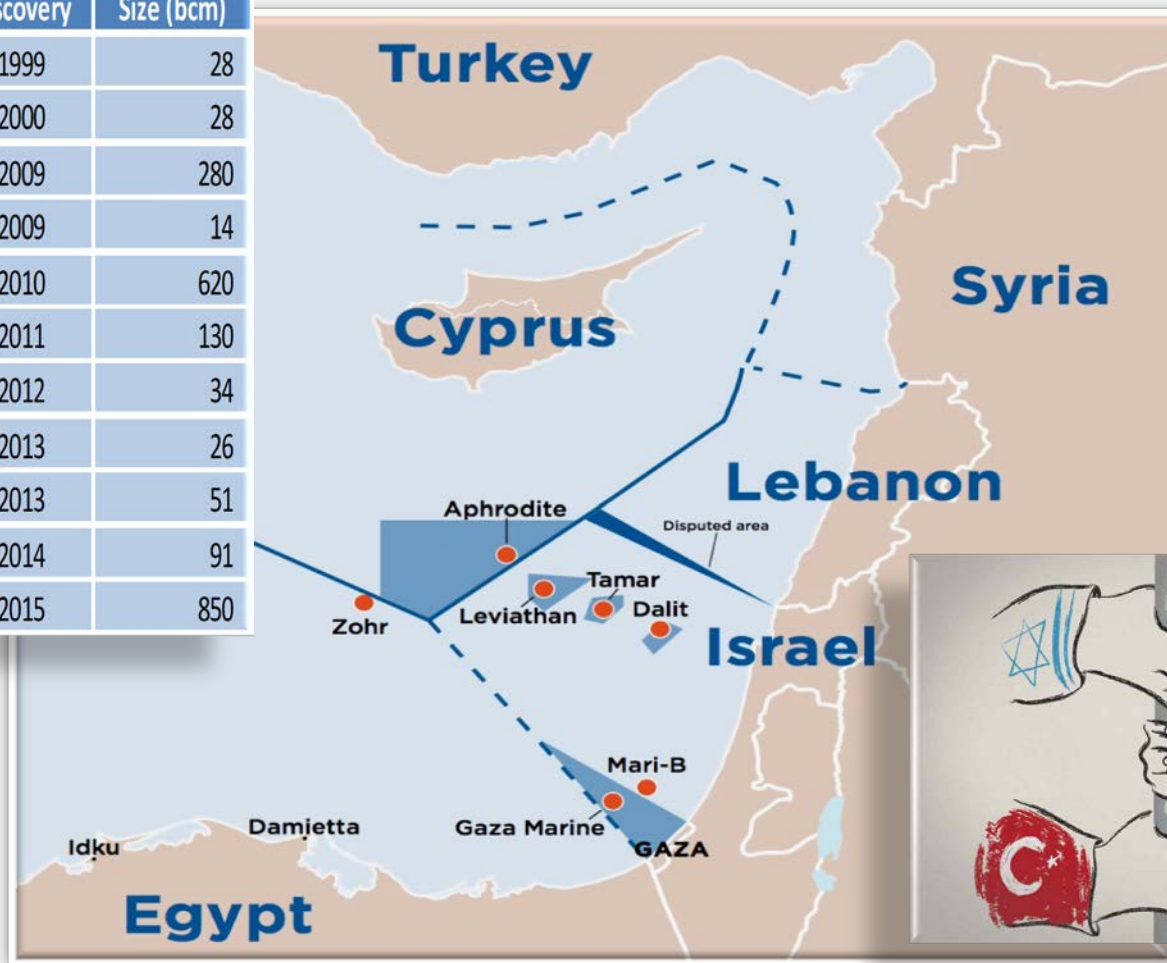 Size (bcm)
1999 28
2000 28
2009 280
2009 14
2010 620
2011 130
2012 34
2013 26
2013 51
2014 91
2015 850
Turkey
Syria
Cyprus
Lebanon
Aphrodite
Disputed area
Tamar
Leviathan
Dalit
Zohr
Israel
Mari-B
Gaza Marine
GAZA
Damietta
Idku
Egypt